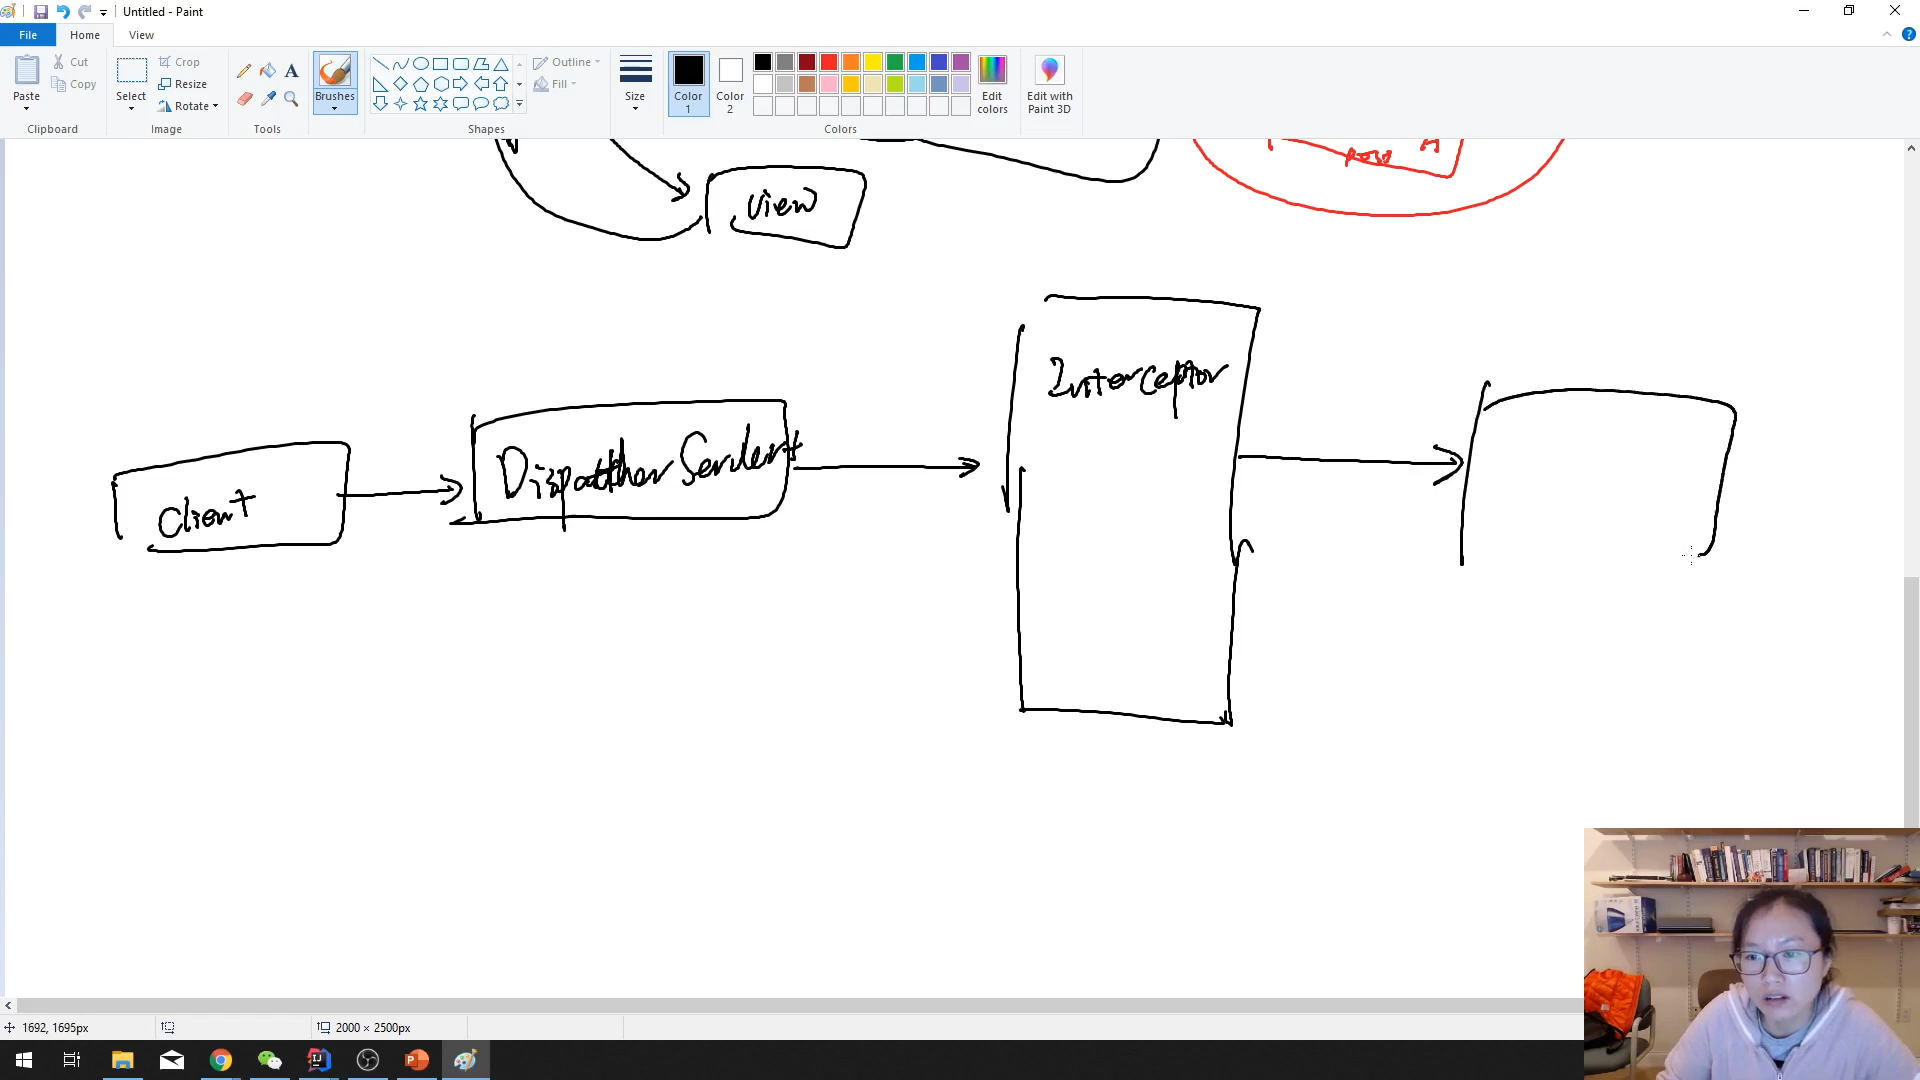 Untitled - Paint
File
Home
View
Paste
Cut
Copy
Clipboard
Select
Crop
Resize
Rotate
Image
Tools
Brushes
Shapes
Outline
Fill
Size
Color 1
Color 2
Colors
Edit colors
Edit with Paint 3D
View
Client
Dispatther Servlert
Interceptor
1692, 1695px
2000 × 2500px